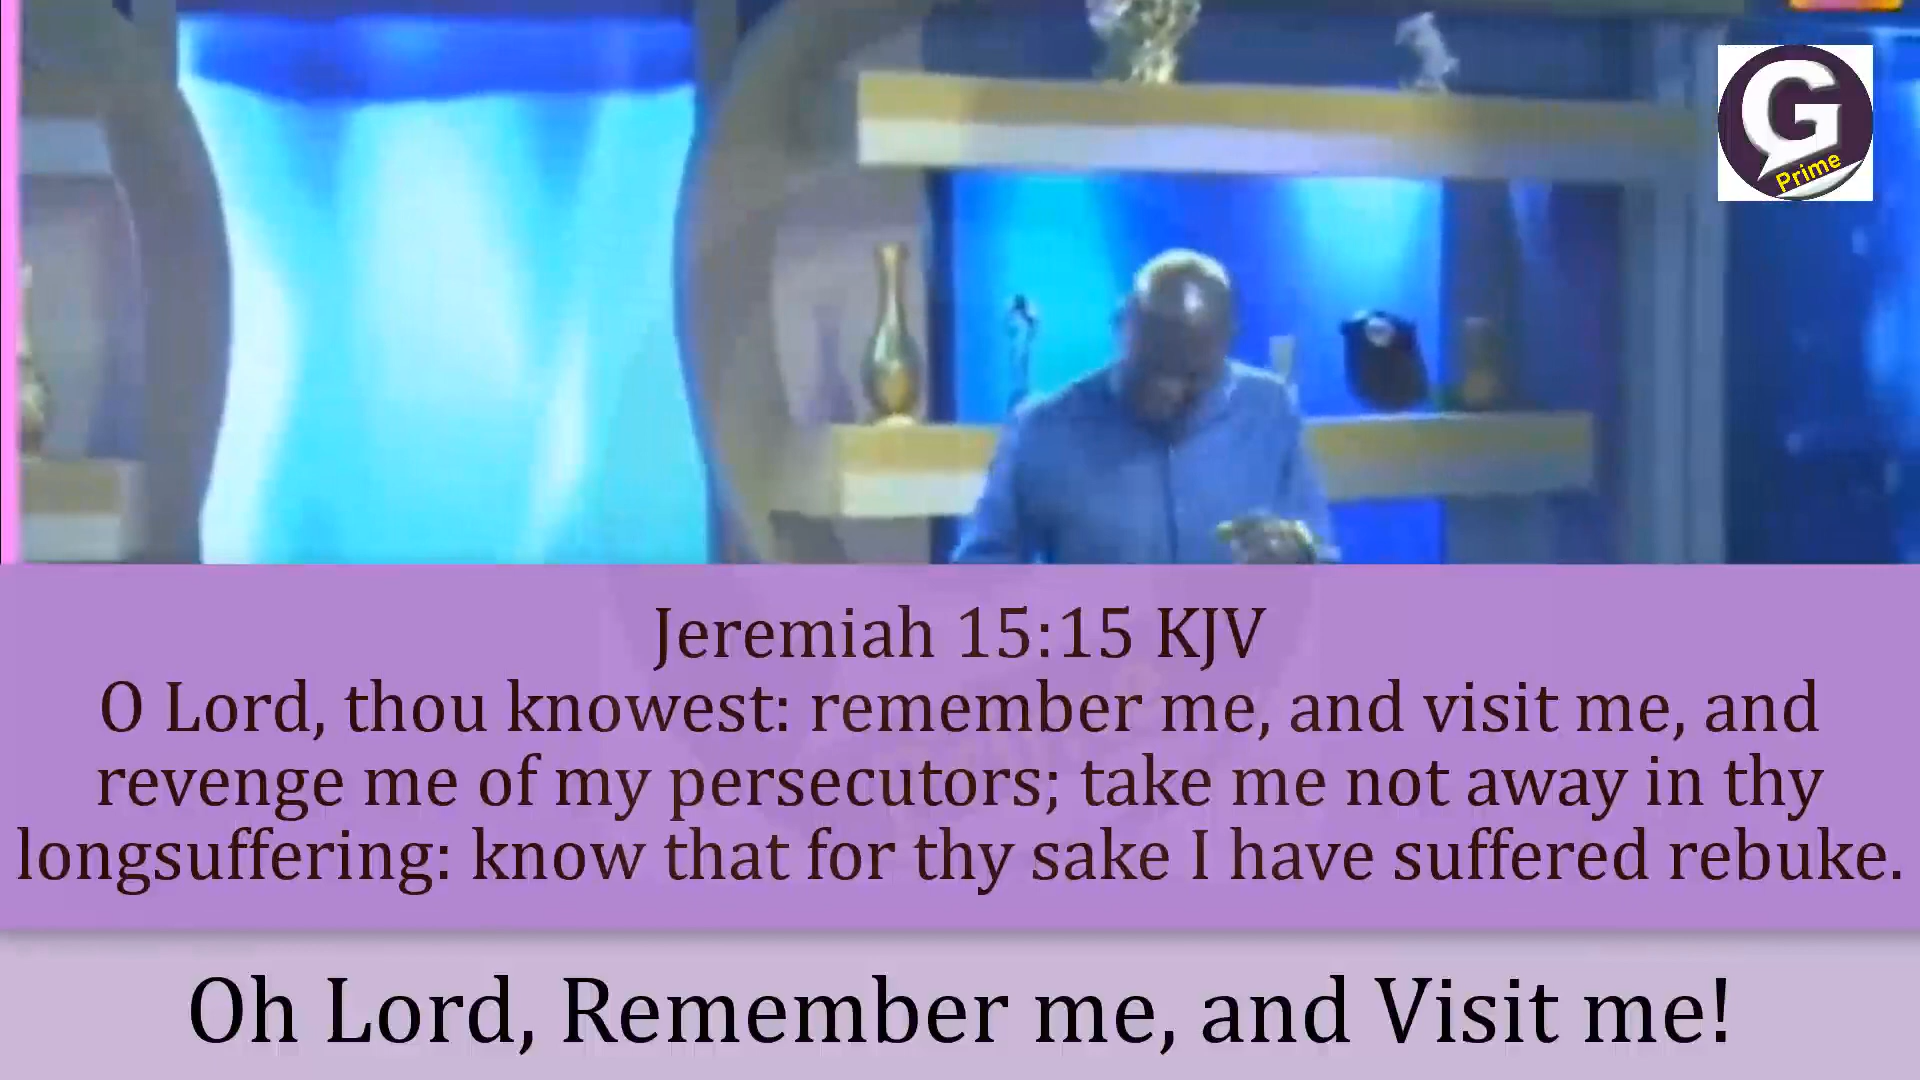 G
Prime
Jeremiah 15:15 KJV
O Lord, thou knowest: remember me, and visit me, and
revenge me of my persecutors; take me not away in thy
longsuffering: know that for thy sake I have suffered rebuke.
Oh Lord, Remember me, and Visit me!